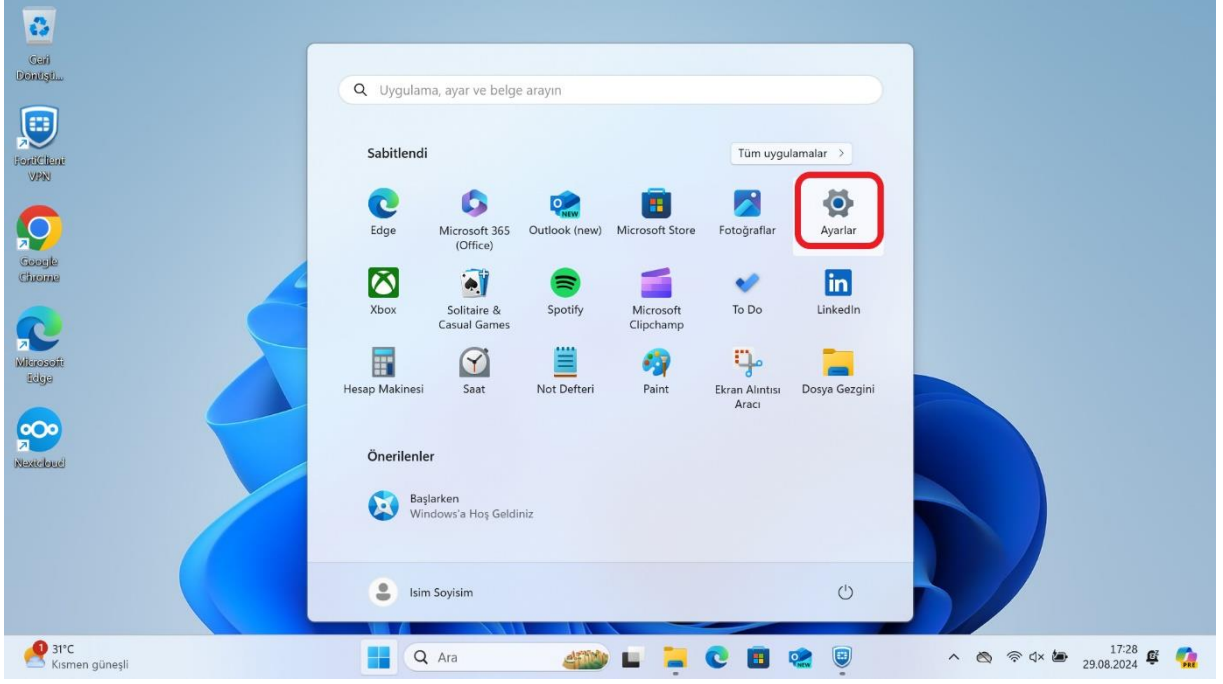 Geri
Dönüşü...
FortiClient
VPN
Google
Chrome
Microsoft
Edge
Nextcloud
Uygulama, ayar ve belge arayın
Sabitlendi
Tüm uygulamalar
Edge
Microsoft 365
(Office)
Outlook (new)
Microsoft Store
Fotoğraflar
Ayarlar
Xbox
Solitaire &
Casual Games
Spotify
Microsoft
Clipchamp
To Do
LinkedIn
Hesap Makinesi
Saat
Not Defteri
Paint
Ekran Alıntısı
Aracı
Dosya Gezgini
Önerilenler
Başlarken
Windows'a Hoş Geldiniz
Isim Soyisim
1
31°C
Kısmen güneşli
Ara
17:28
29.08.2024